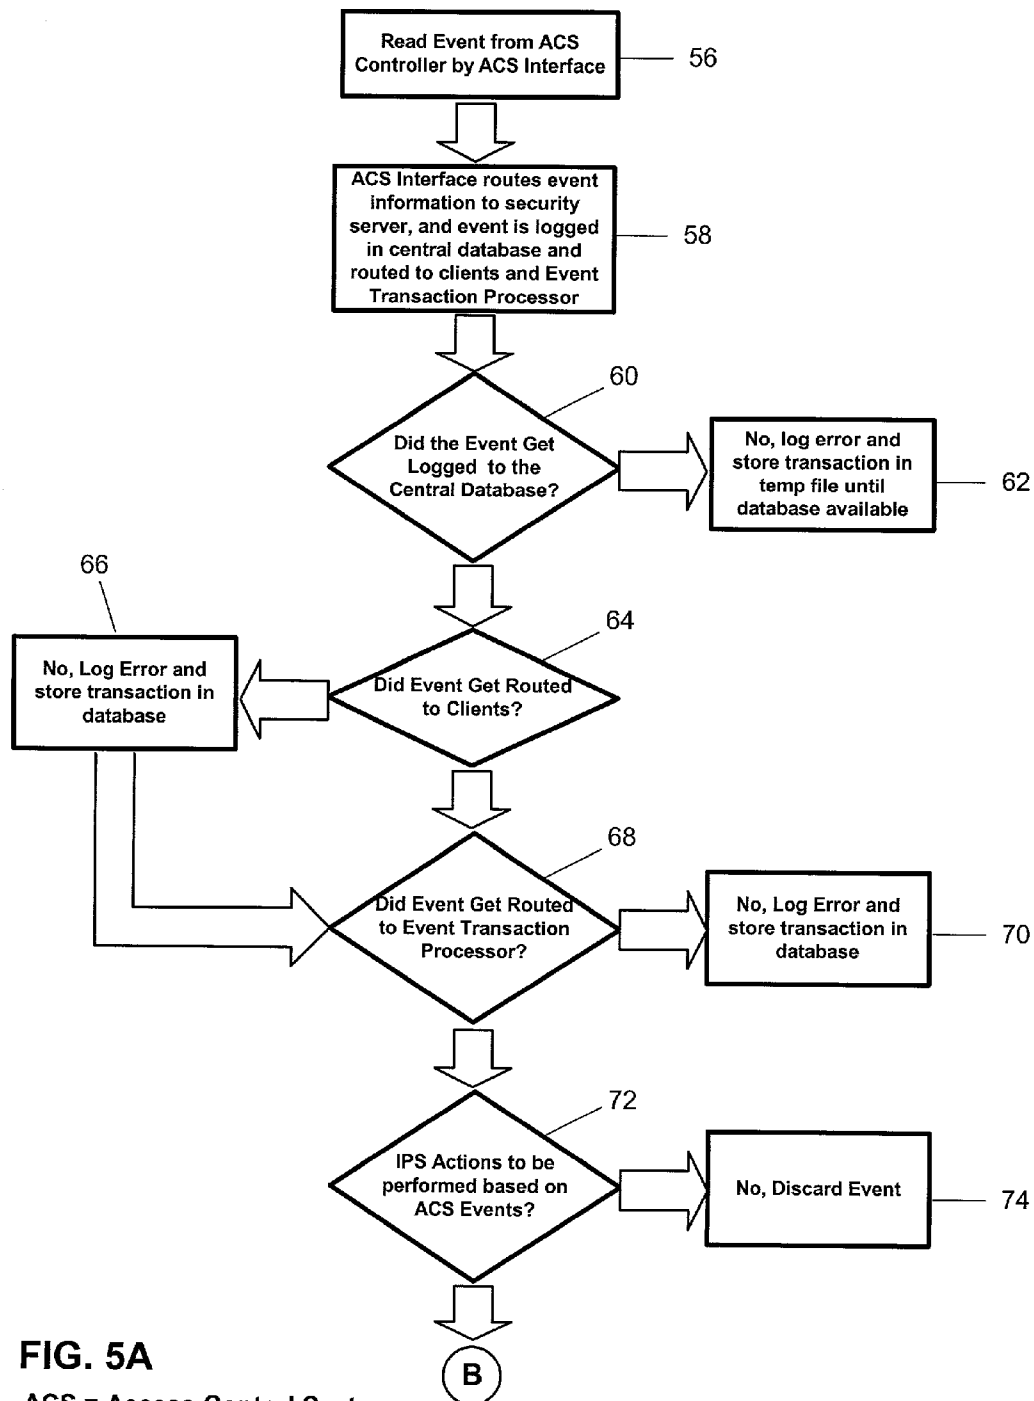 Read Event from ACS
Controller by ACS Interface
56
ACS Interface routes event
information to security
server, and event is logged
in central database and
routed to clients and Event
Transaction Processor
58
60
Did the Event Get
Logged to the
Central Database?
No, log error and
store transaction in
temp file until
database available
62
66
64
No, Log Error and
store transaction in
database
Did Event Get Routed
to Clients?
68
Did Event Get Routed
to Event Transaction
Processor?
No, Log Error and
store transaction in
database
70
72
IPS Actions to be
performed based on
ACS Events?
No, Discard Event
74
FIG. 5A
B
ACS = Access Control